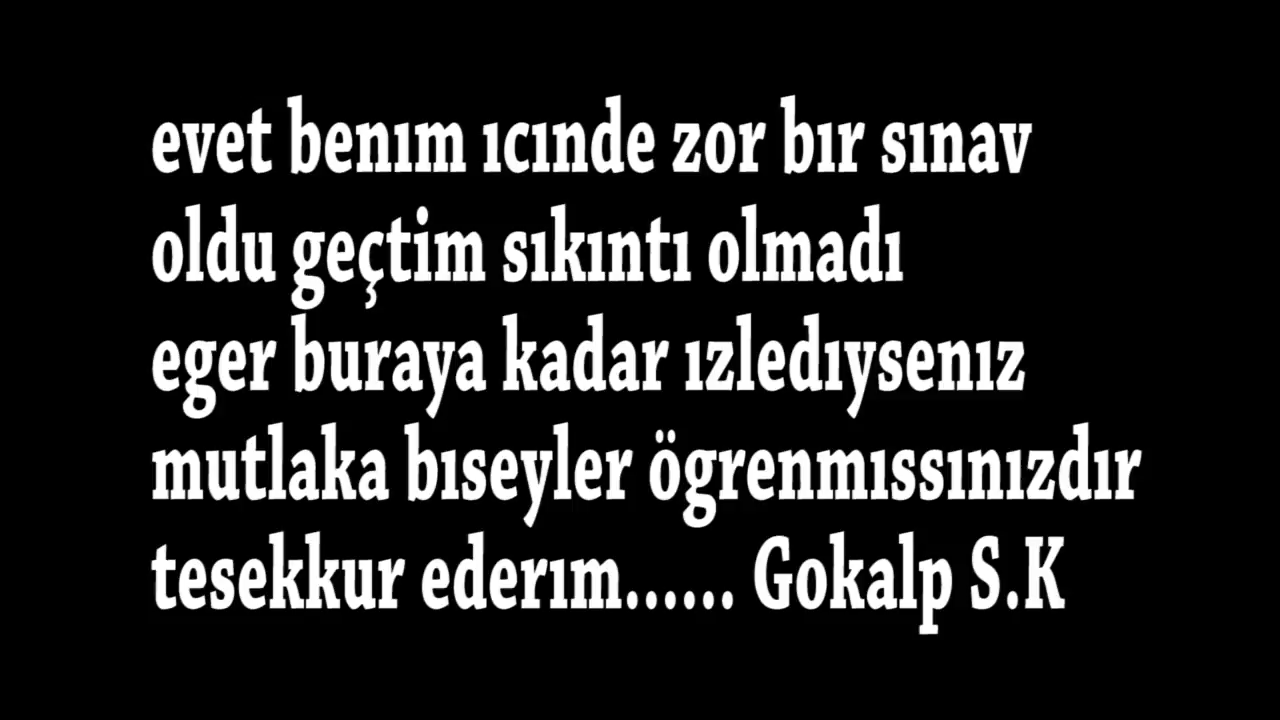 evet benım ıcınde zor bır sınav
oldu geçtim sıkıntı olmadı
eger buraya kadar ızledıysenız
mutlaka bıseyler ögrenmıssınızdır
tesekkur ederım...... Gokalp S.K